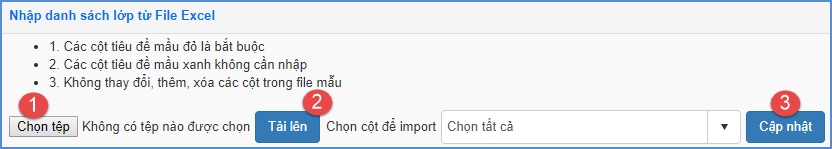 Nhập danh sách lớp từ File Excel
1. Các cột tiêu đề mầu đỏ là bắt buộc
2. Các cột tiêu đề mầu xanh không cần nhập
3. Không thay đổi, thêm, xóa các cột trong file mẫu
1 2 3
Chọn tệp Không có tệp nào được chọn Tải lên Chọn cột để import Chọn tất cả Cập nhật